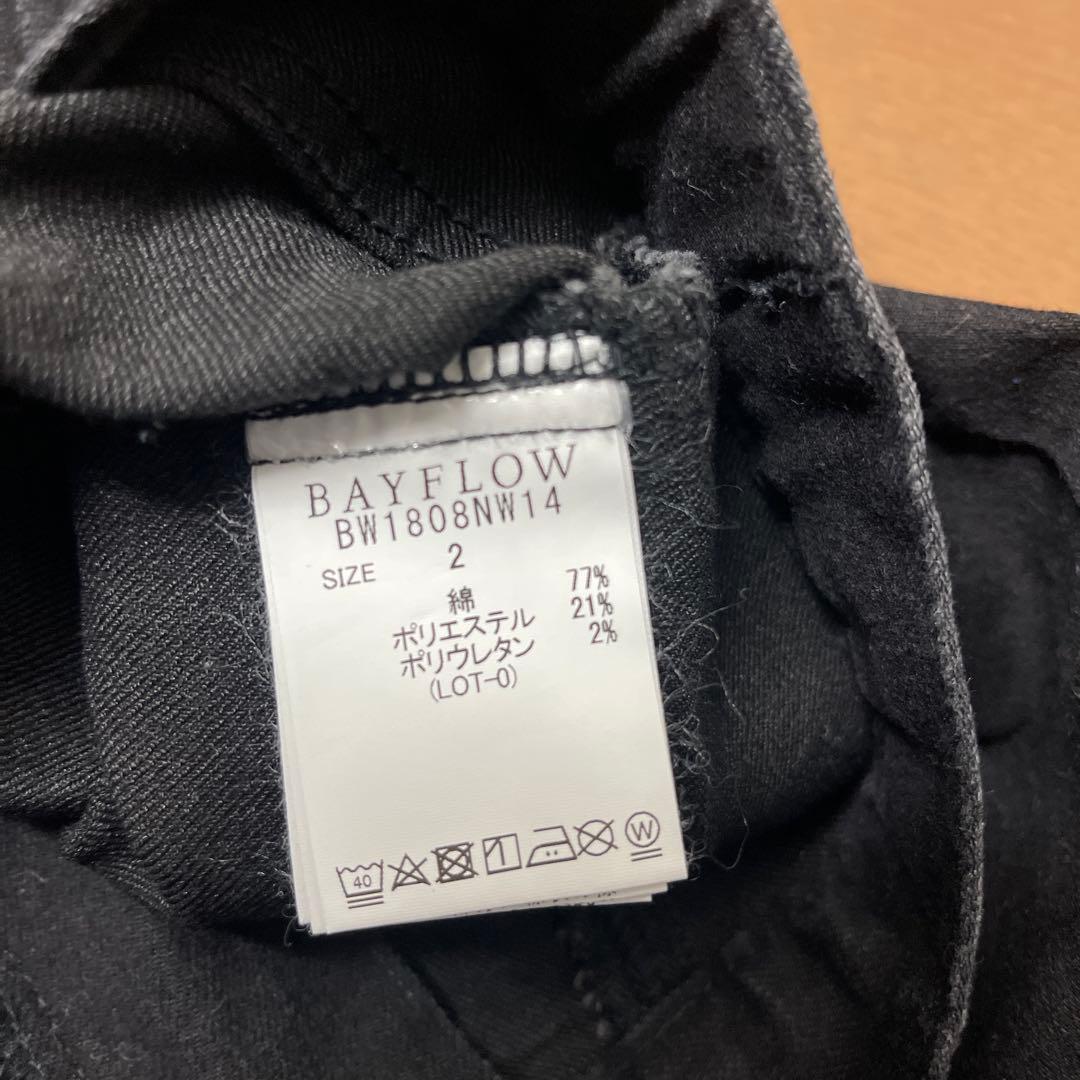 BAYFLOW
BW1808NW14
SIZE 2
綿 77%
ポリエステル 21%
ポリウレタン 2%
(LOT-0)
40 W